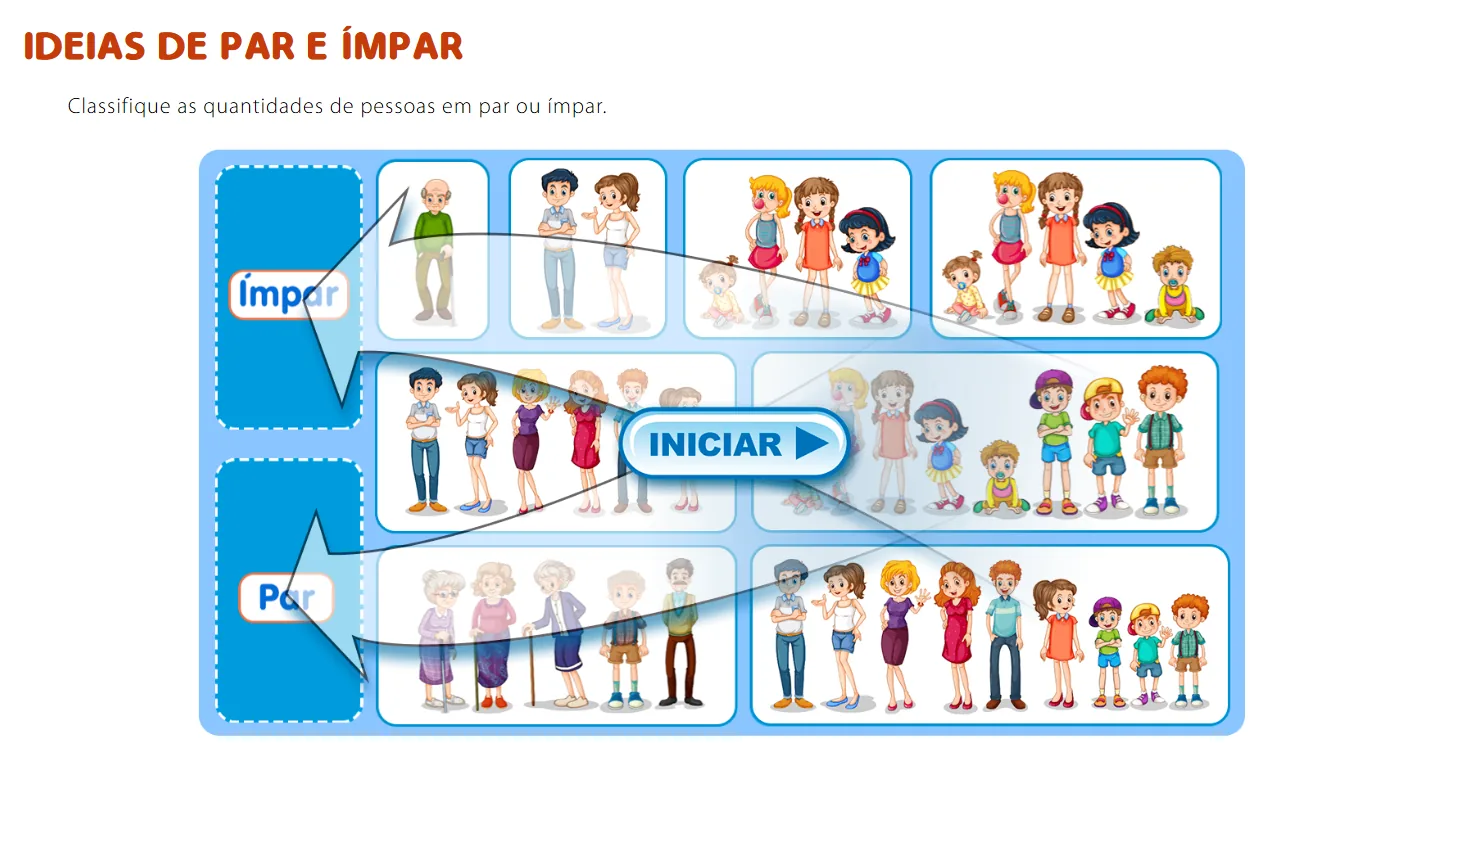 IDEIAS DE PAR E ÍMPAR
Classifique as quantidades de pessoas em par ou ímpar.
Ímpar
INICIAR
Par